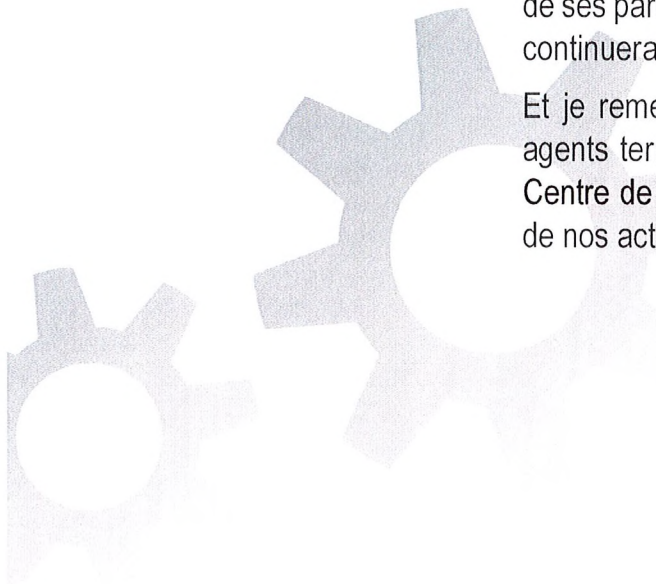 de ses par
continuera
Et je reme
agents ter
Centre de
de nos act